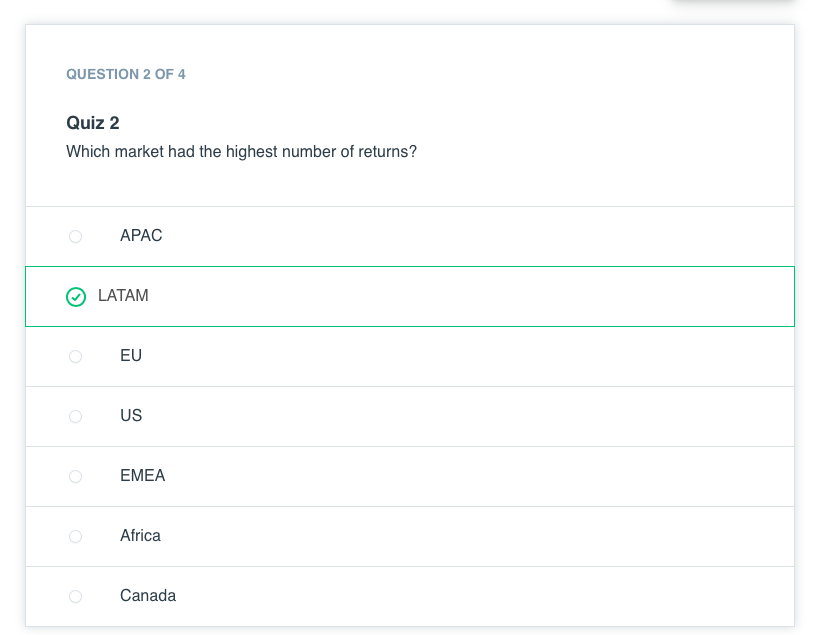 QUESTION 2 OF 4
Quiz 2
Which market had the highest number of returns?
APAC
LATAM
EU
US
EMEA
Africa
Canada